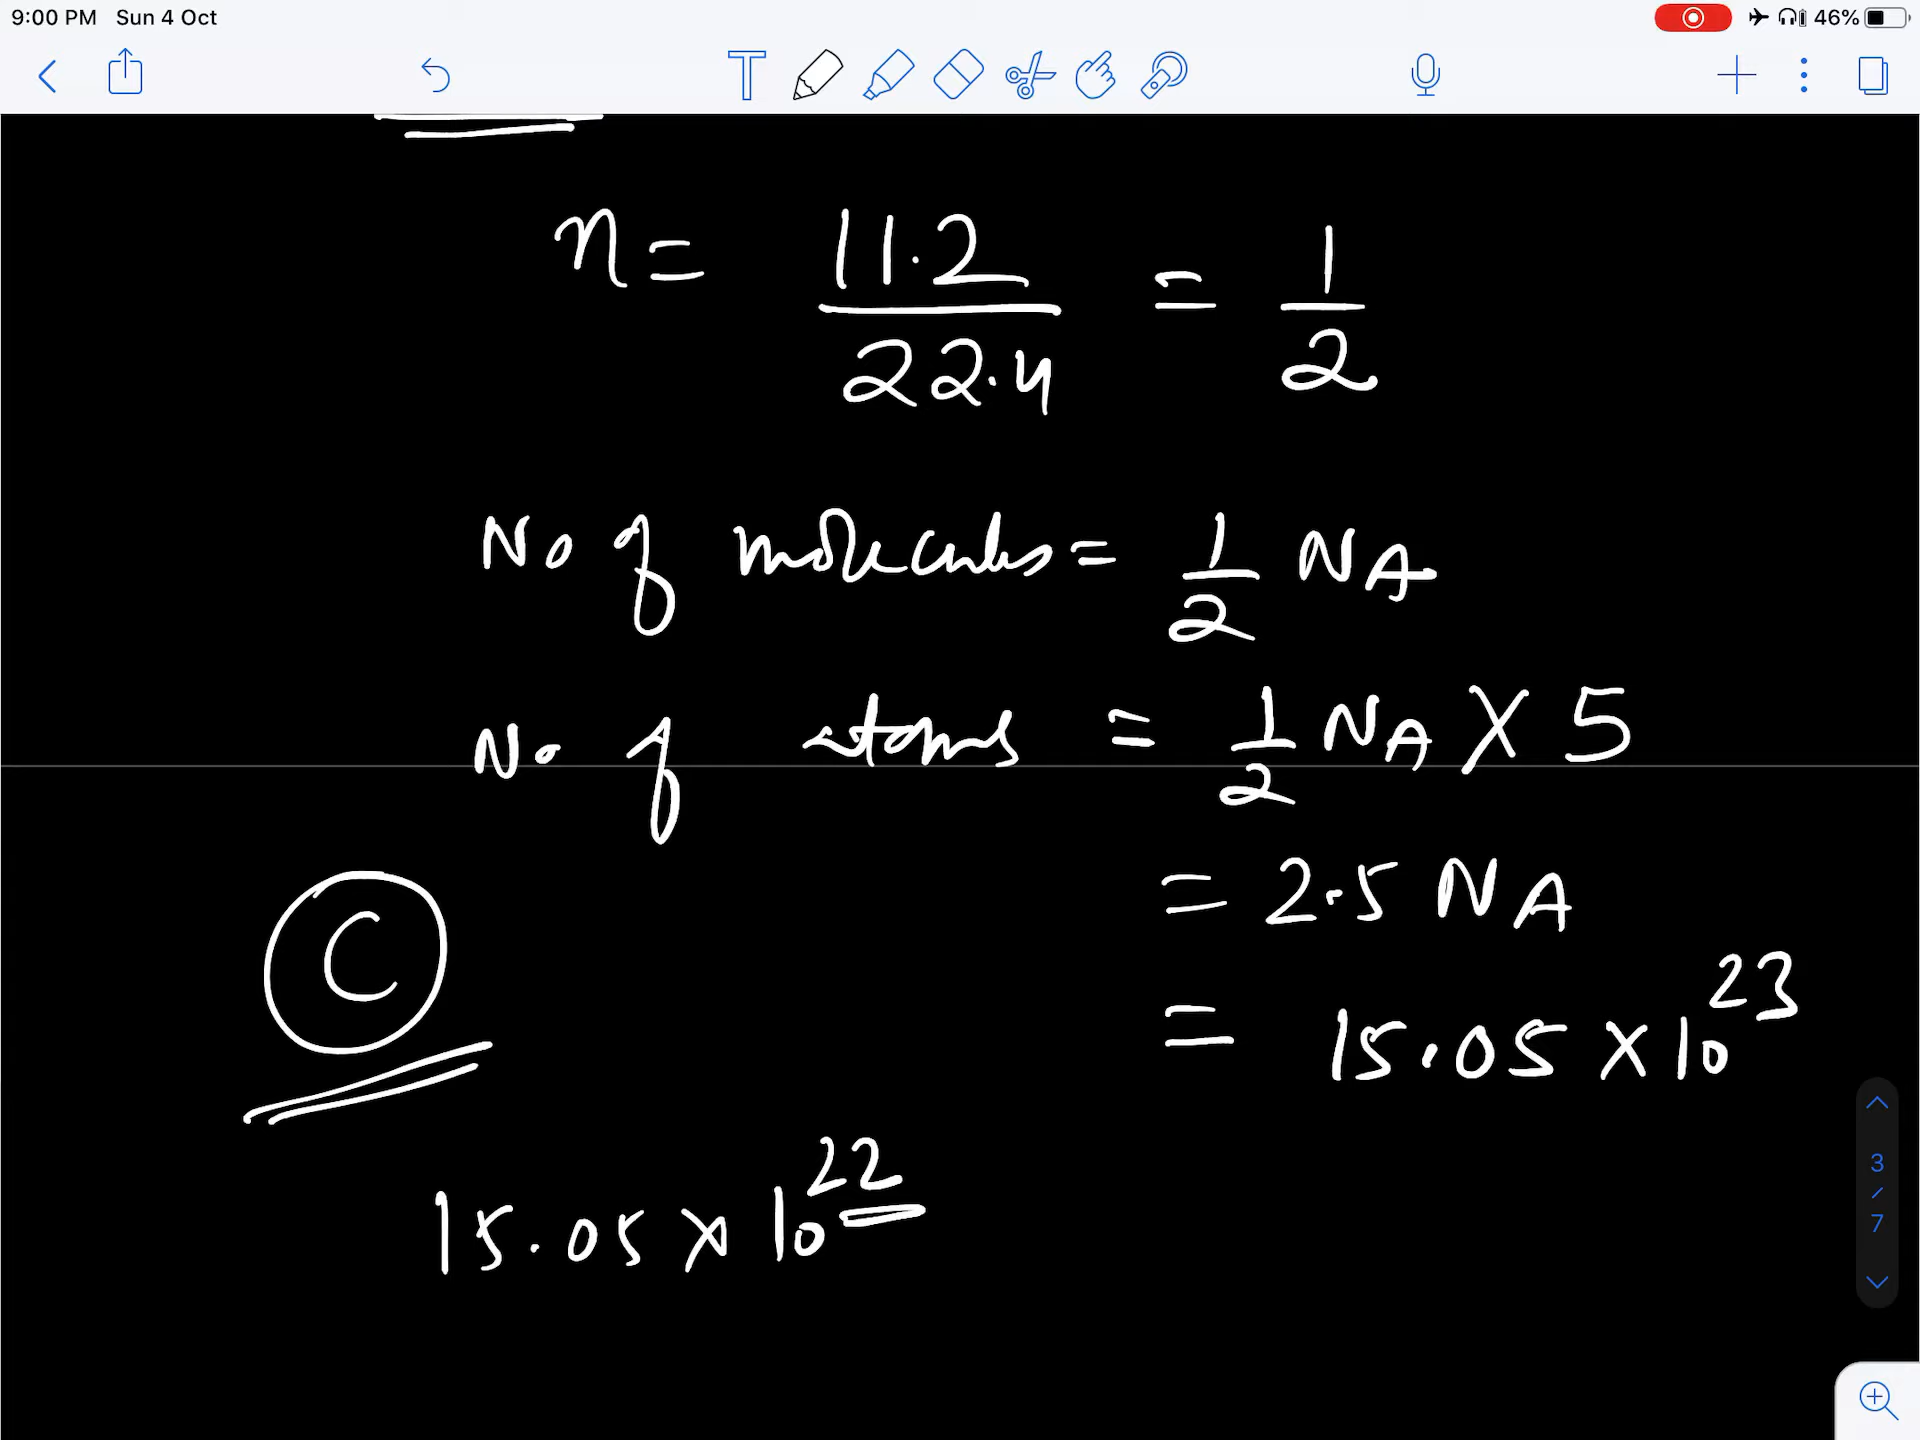 9:00 PM Sun 4 Oct 46%
n = 11.2 / 22.4 = 1 / 2
No of molecules = 1/2 NA
No of atoms = 1/2 NA X 5
= 2.5 NA
C
= 15.05 x 10^23
15.05 x 10^22
3 / 7